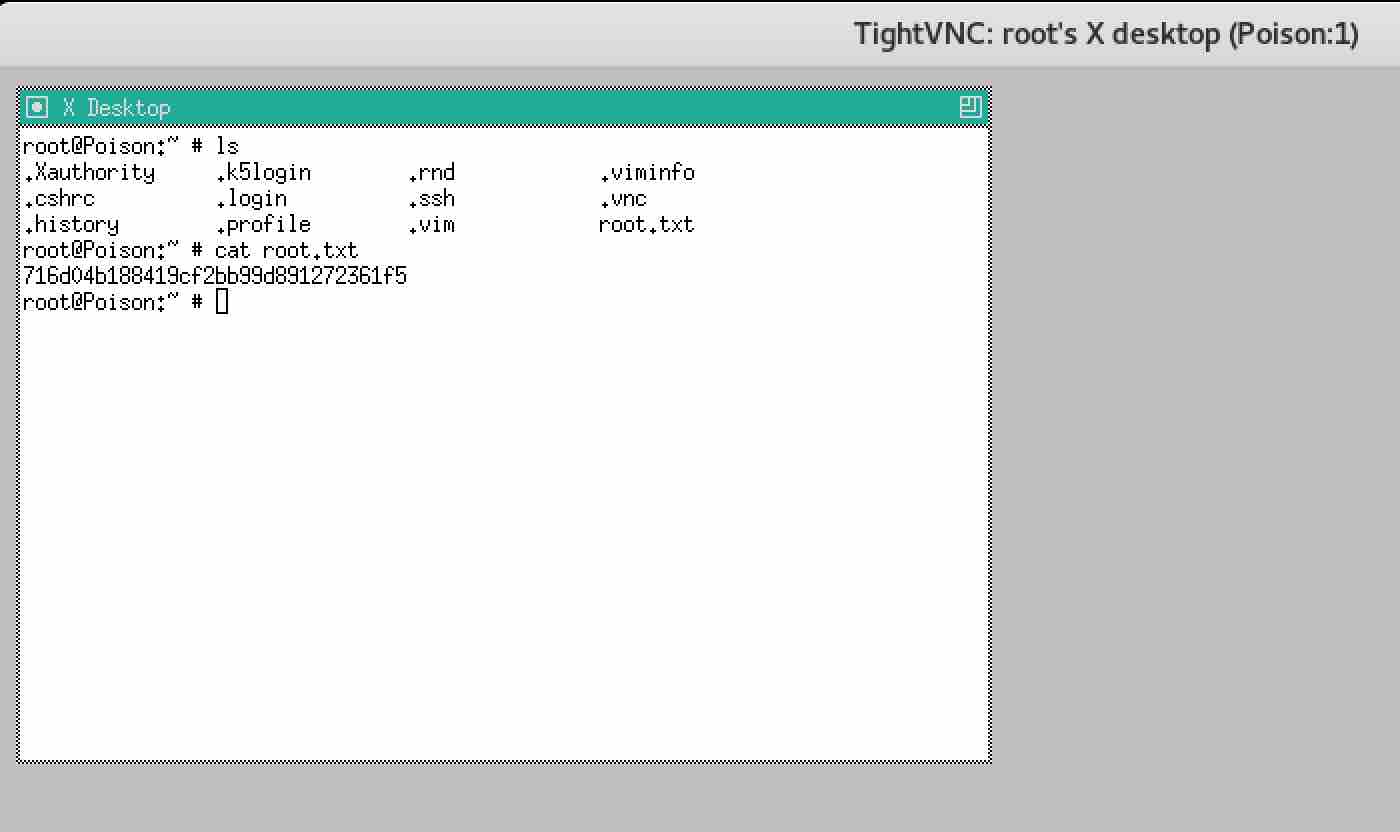 TightVNC: root's X desktop (Poison:1)
X Desktop
root@Poison:~ # ls
.Xauthority .k5login .rnd .viminfo
.cshrc .login .ssh .vnc
.history .profile .vim root.txt
root@Poison:~ # cat root.txt
716d04b188419cf2bb99d891272361f5
root@Poison:~ #